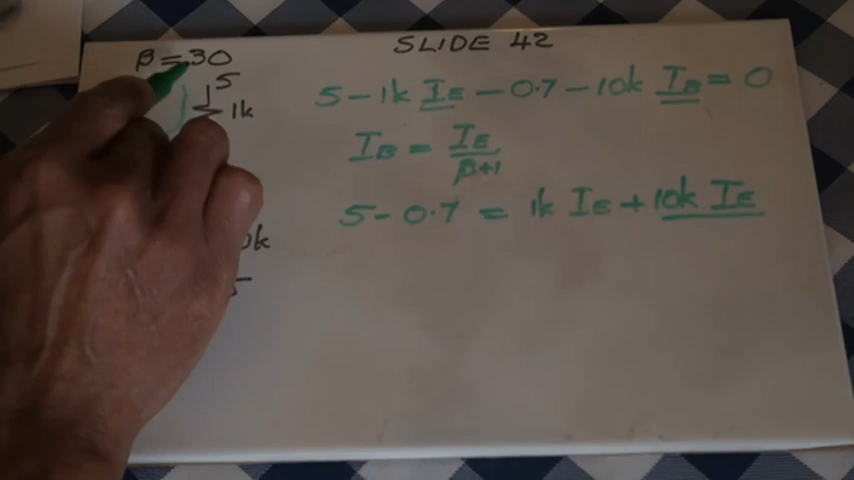 SLIDE 42
β = 30
5
1k
5 - 1k IE - 0.7 - 10k IB = 0
IB = IE / β+1
5 - 0.7 = 1k IE + 10k IE